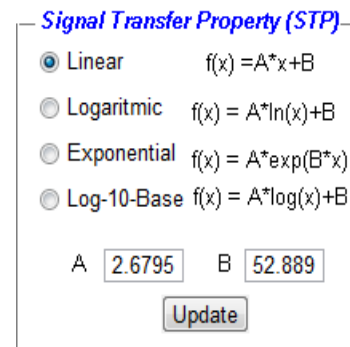 Signal Transfer Property (STP)
Linear f(x) =A*x+B
Logaritmic f(x) = A*ln(x)+B
Exponential f(x) = A*exp(B*x)
Log-10-Base f(x) = A*log(x)+B
A 2.6795 B 52.889
Update